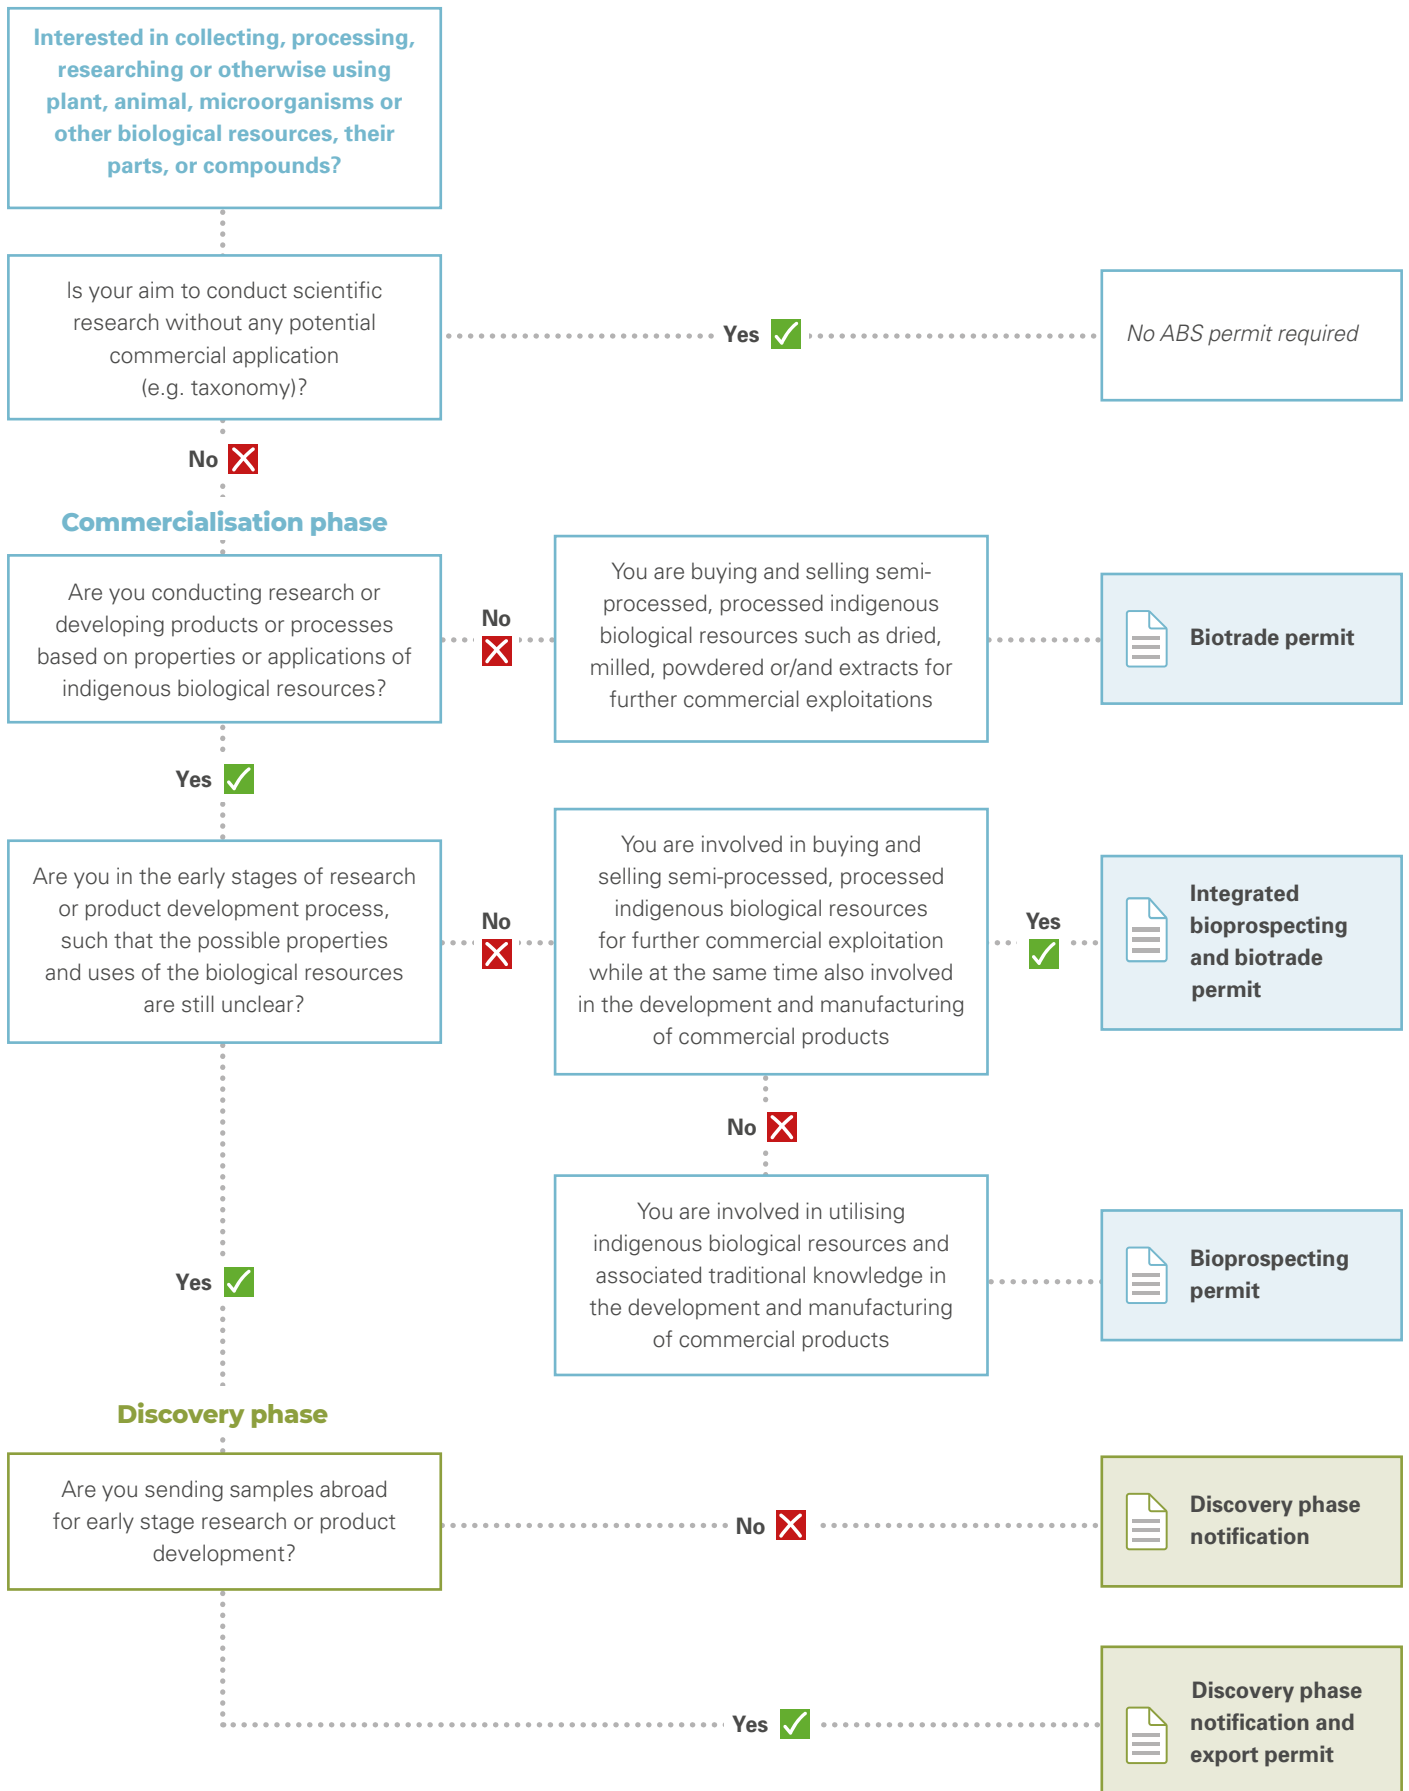 Interested in collecting, processing,
researching or otherwise using
plant, animal, microorganisms or
other biological resources, their
parts, or compounds?
Is your aim to conduct scientific
research without any potential
commercial application
(e.g. taxonomy)?
Yes
No ABS permit required
No
Commercialisation phase
Are you conducting research or
developing products or processes
based on properties or applications of
indigenous biological resources?
No
You are buying and selling semi-
processed, processed indigenous
biological resources such as dried,
milled, powdered or/and extracts for
further commercial exploitations
Biotrade permit
Yes
Are you in the early stages of research
or product development process,
such that the possible properties
and uses of the biological resources
are still unclear?
No
You are involved in buying and
selling semi-processed, processed
indigenous biological resources
for further commercial exploitation
while at the same time also involved
in the development and manufacturing
of commercial products
Yes
Integrated
bioprospecting
and biotrade
permit
No
You are involved in utilising
indigenous biological resources and
associated traditional knowledge in
the development and manufacturing
of commercial products
Bioprospecting
permit
Yes
Discovery phase
Are you sending samples abroad
for early stage research or product
development?
No
Discovery phase
notification
Yes
Discovery phase
notification and
export permit